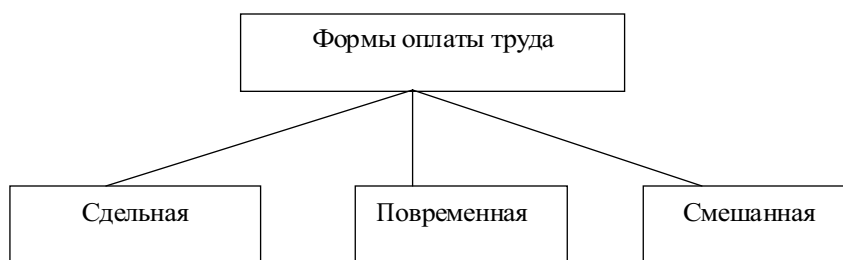 Формы оплаты труда
Сдельная
Повременная
Смешанная